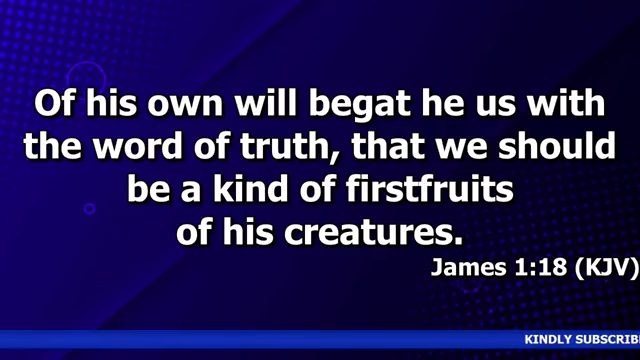 Of his own will begat he us with
the word of truth, that we should
be a kind of firstfruits
of his creatures.
James 1:18 (KJV)
KINDLY SUBSCRIB